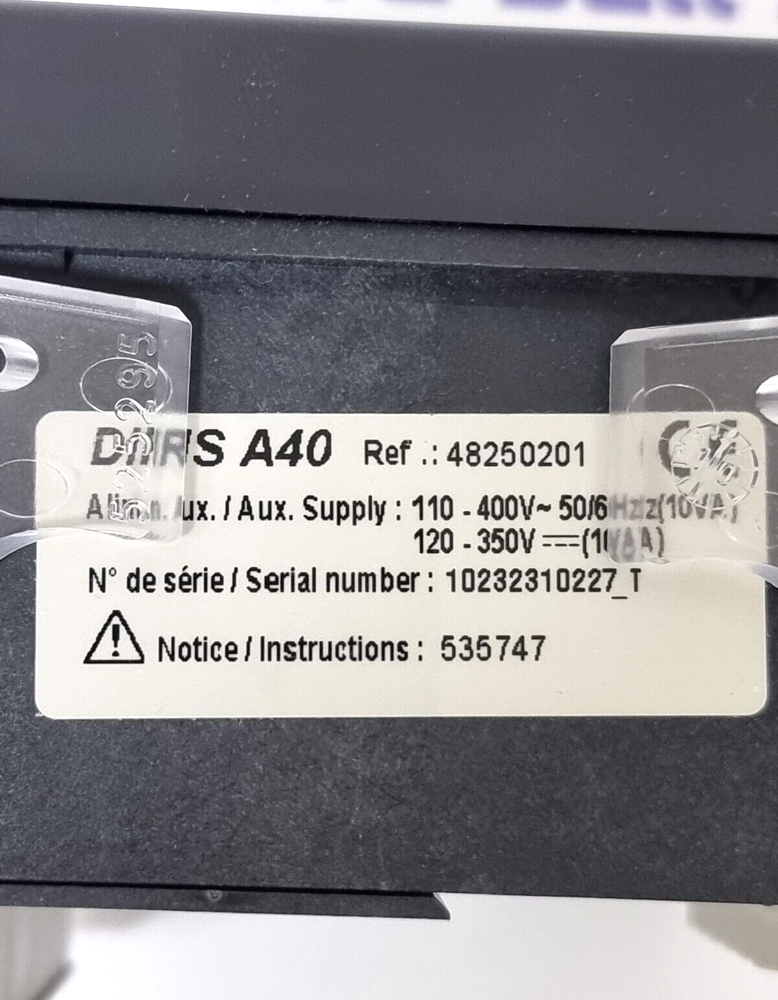 DIRIS A40 Ref .: 48250201
Alim. Aux. / Aux. Supply : 110 - 400V~ 50/60Hz (10VA)
120 - 350V ⎓ (10VA)
N° de série / Serial number : 10232310227_T
Notice / Instructions : 535747